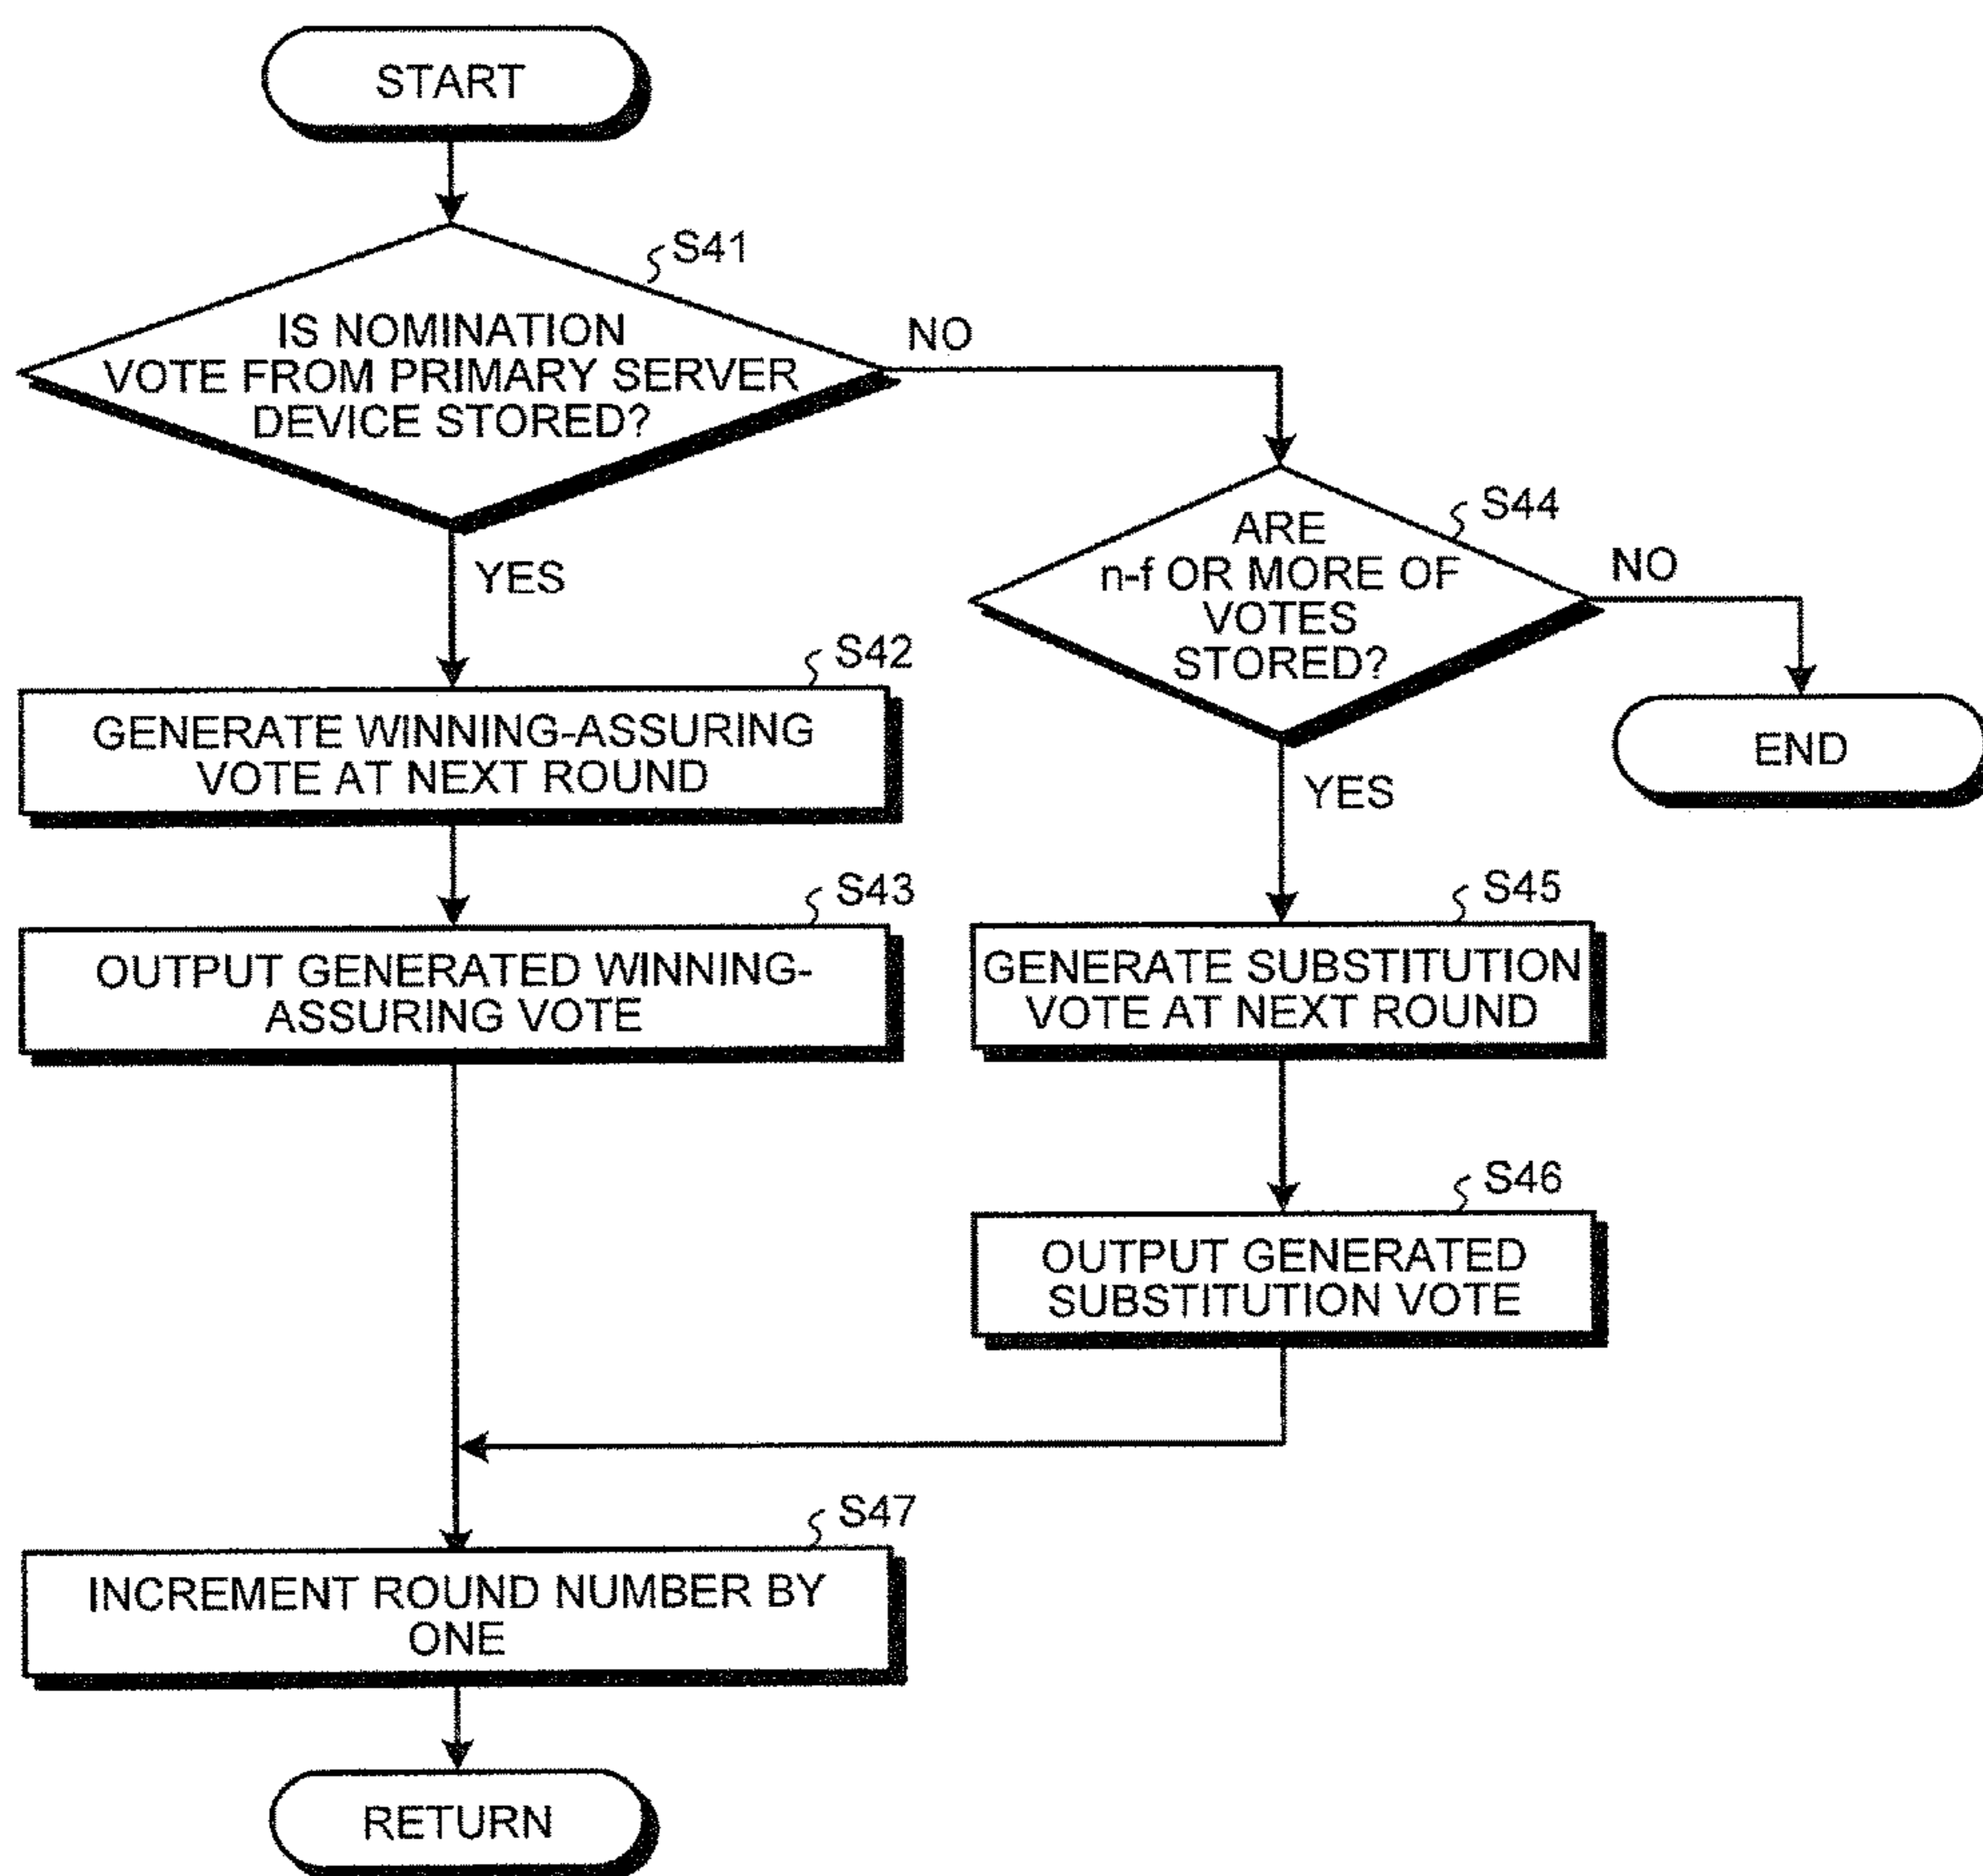 START
S41
IS NOMINATION
VOTE FROM PRIMARY SERVER
DEVICE STORED?
NO
YES
S44
ARE
n-f OR MORE OF
VOTES
STORED?
NO
END
YES
S42
GENERATE WINNING-ASSURING
VOTE AT NEXT ROUND
S43
OUTPUT GENERATED WINNING-
ASSURING VOTE
S45
GENERATE SUBSTITUTION
VOTE AT NEXT ROUND
S46
OUTPUT GENERATED
SUBSTITUTION VOTE
S47
INCREMENT ROUND NUMBER BY
ONE
RETURN